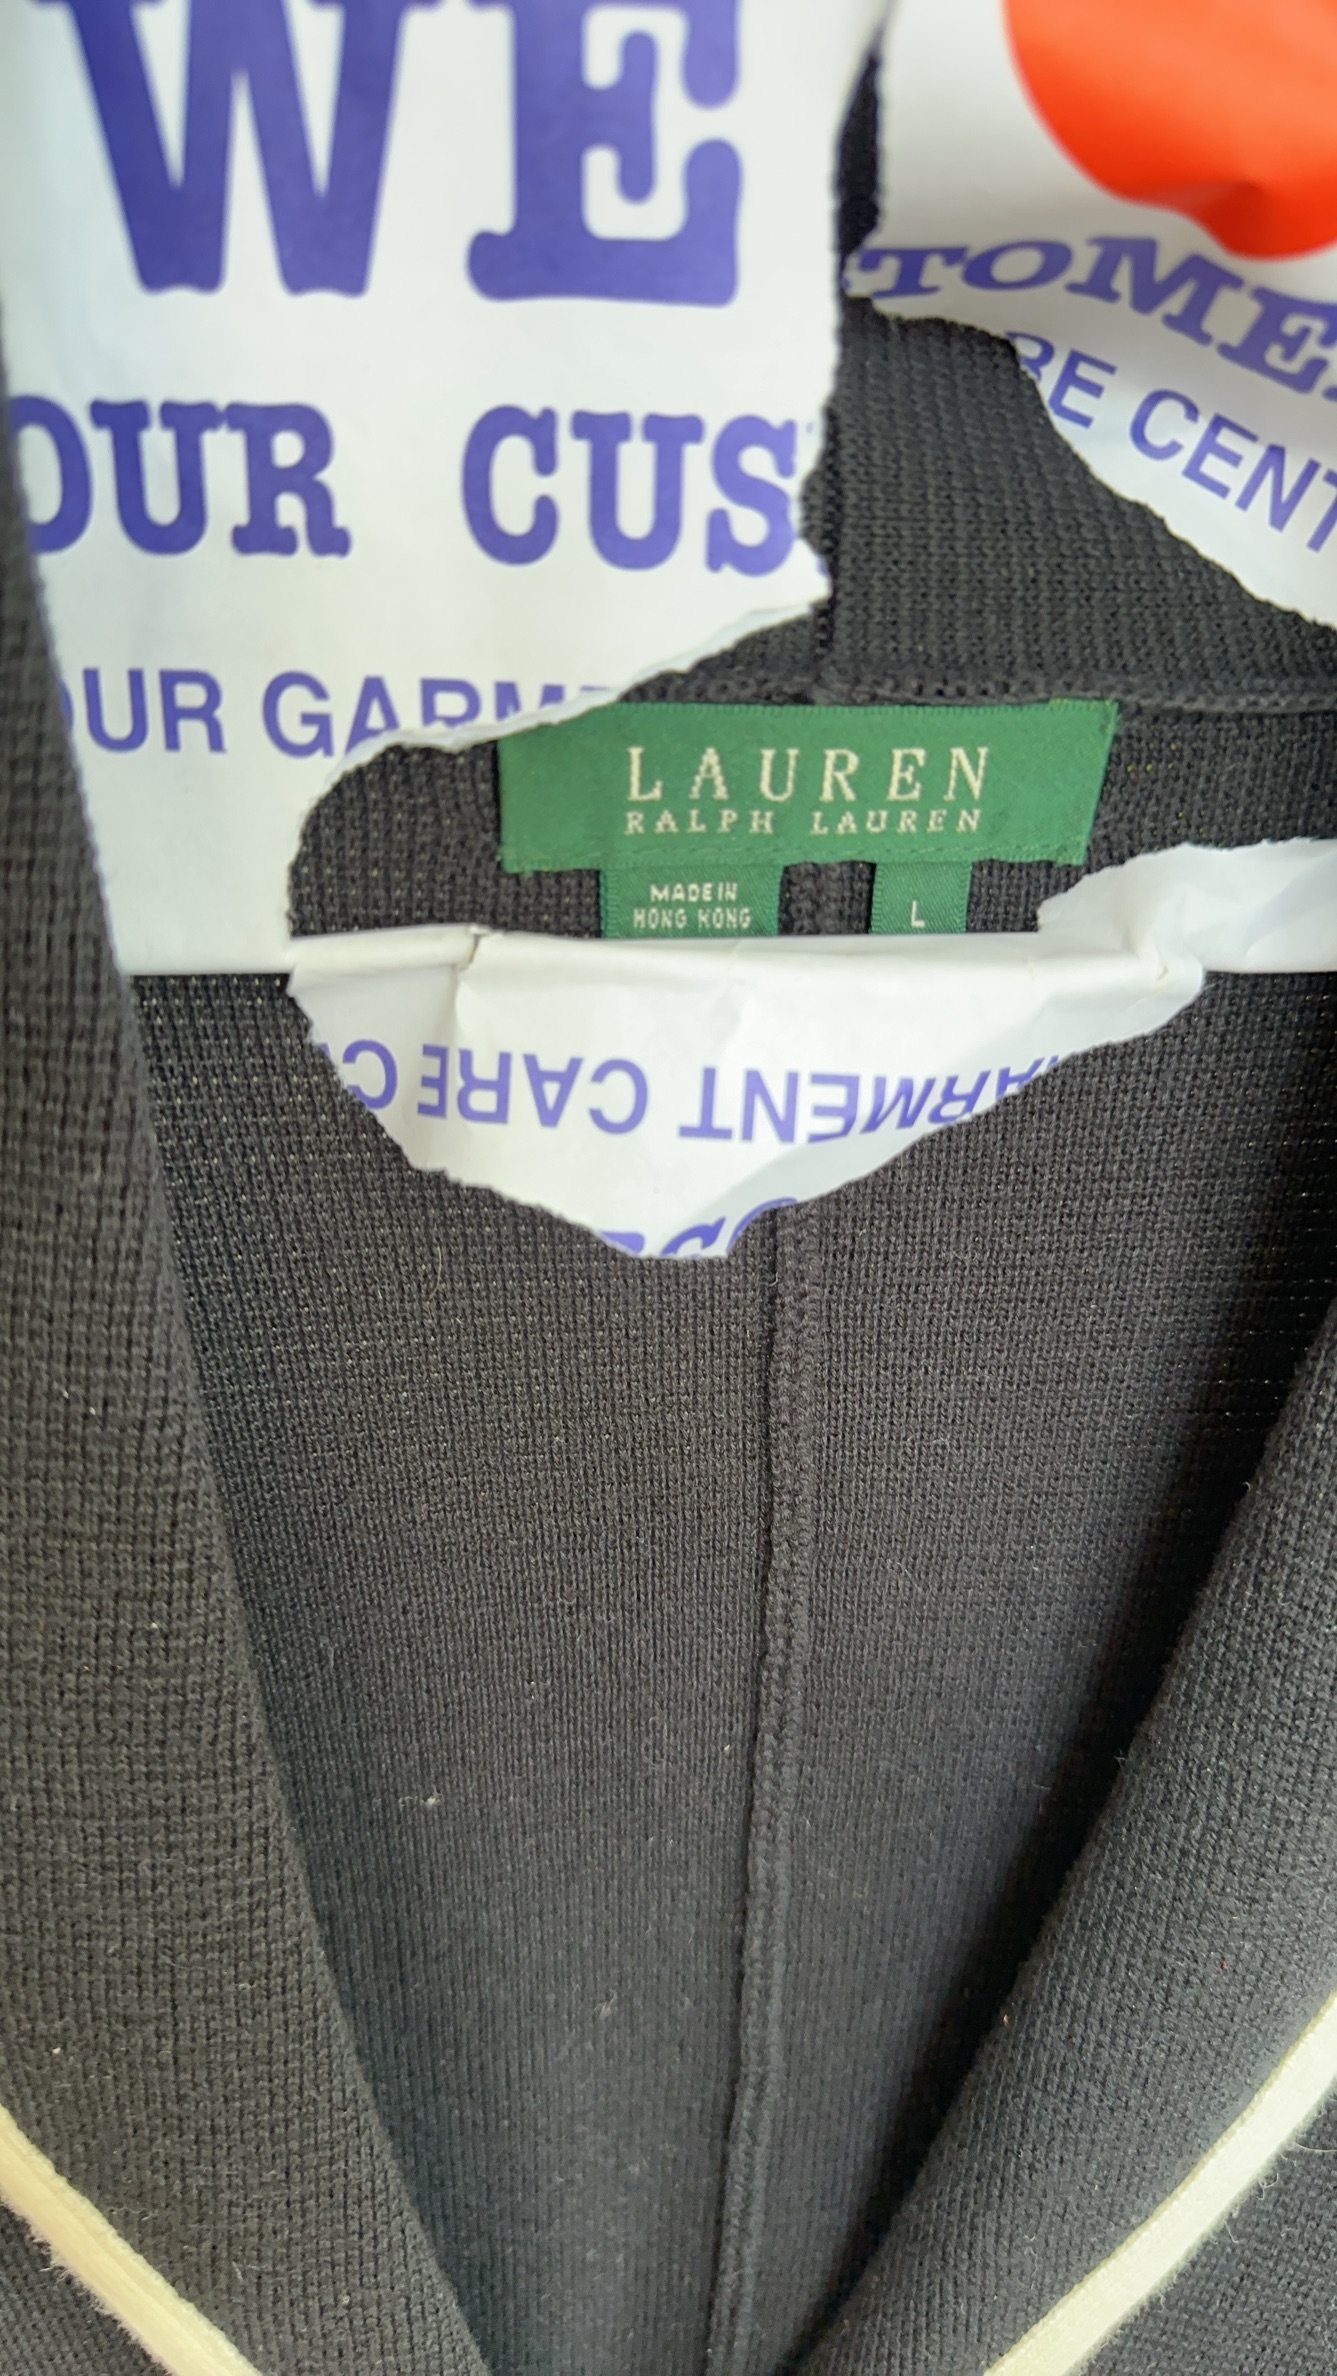 WE
OUR CUS
TOME
OUR GARM
RE CENT
LAUREN
RALPH LAUREN
MADE IN
HONG KONG
L
ARMENT CARE C